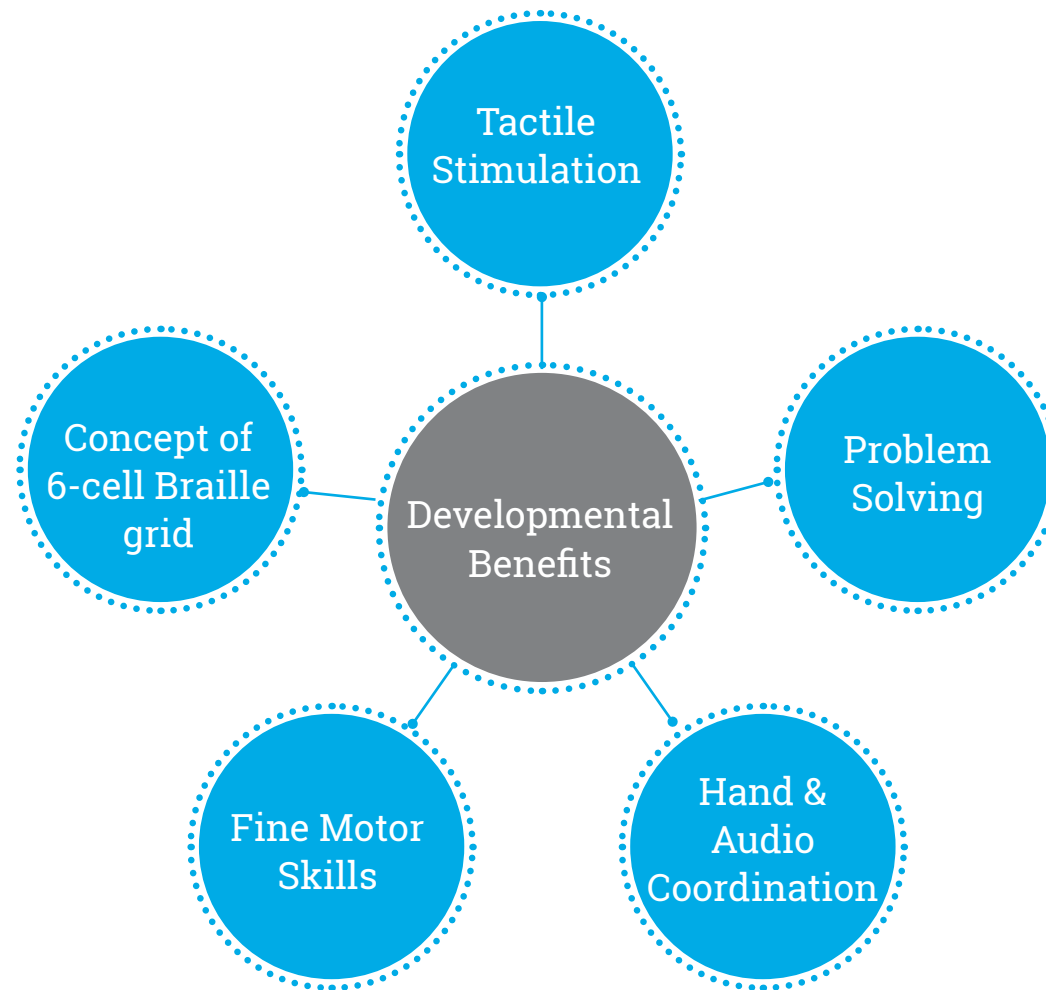 Tactile
Stimulation
Concept of
6-cell Braille
grid
Problem
Solving
Developmental
Benefits
Fine Motor
Skills
Hand &
Audio
Coordination